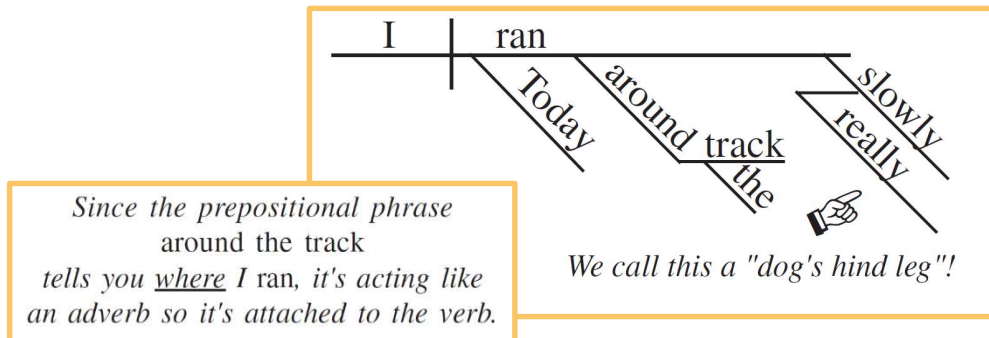 I ran
Today
around
track
the
slowly
really
Since the prepositional phrase
around the track
tells you where I ran, it's acting like
an adverb so it's attached to the verb.
We call this a "dog's hind leg"!